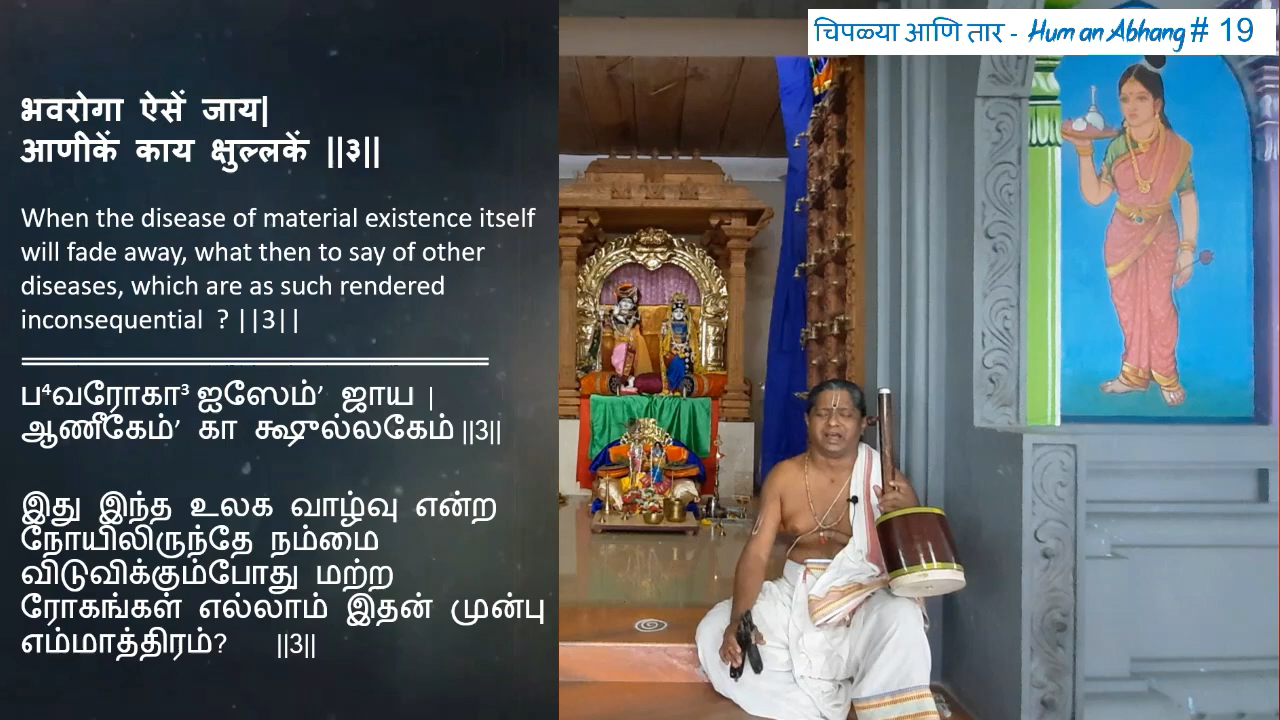 चिपळ्या आणि तार - Hum an Abhang # 19
भवरोगा ऐसें जाय|
आणीकें काय क्षुल्लकें ||३||
When the disease of material existence itself
will fade away, what then to say of other
diseases, which are as such rendered
inconsequential ? ||3||
ப⁴வரோகா³ ஐஸேம்’ ஜாய |
ஆணீகேம்’ கா க்ஷுல்லகேம் ||3||
இது இந்த உலக வாழ்வு என்ற
நோயிலிருந்தே நம்மை
விடுவிக்கும்போது மற்ற
ரோகங்கள் எல்லாம் இதன் முன்பு
எம்மாத்திரம்? ||3||